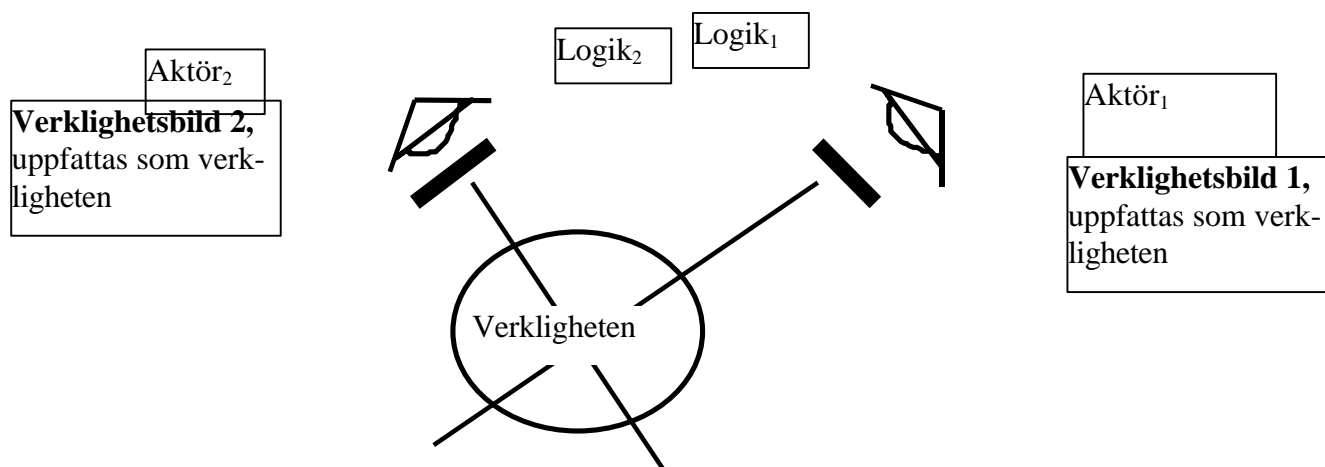 Logik₂
Logik₁
Aktör₂
Verklighetsbild 2,
uppfattas som verk-
ligheten
Aktör₁
Verklighetsbild 1,
uppfattas som verk-
ligheten
Verkligheten